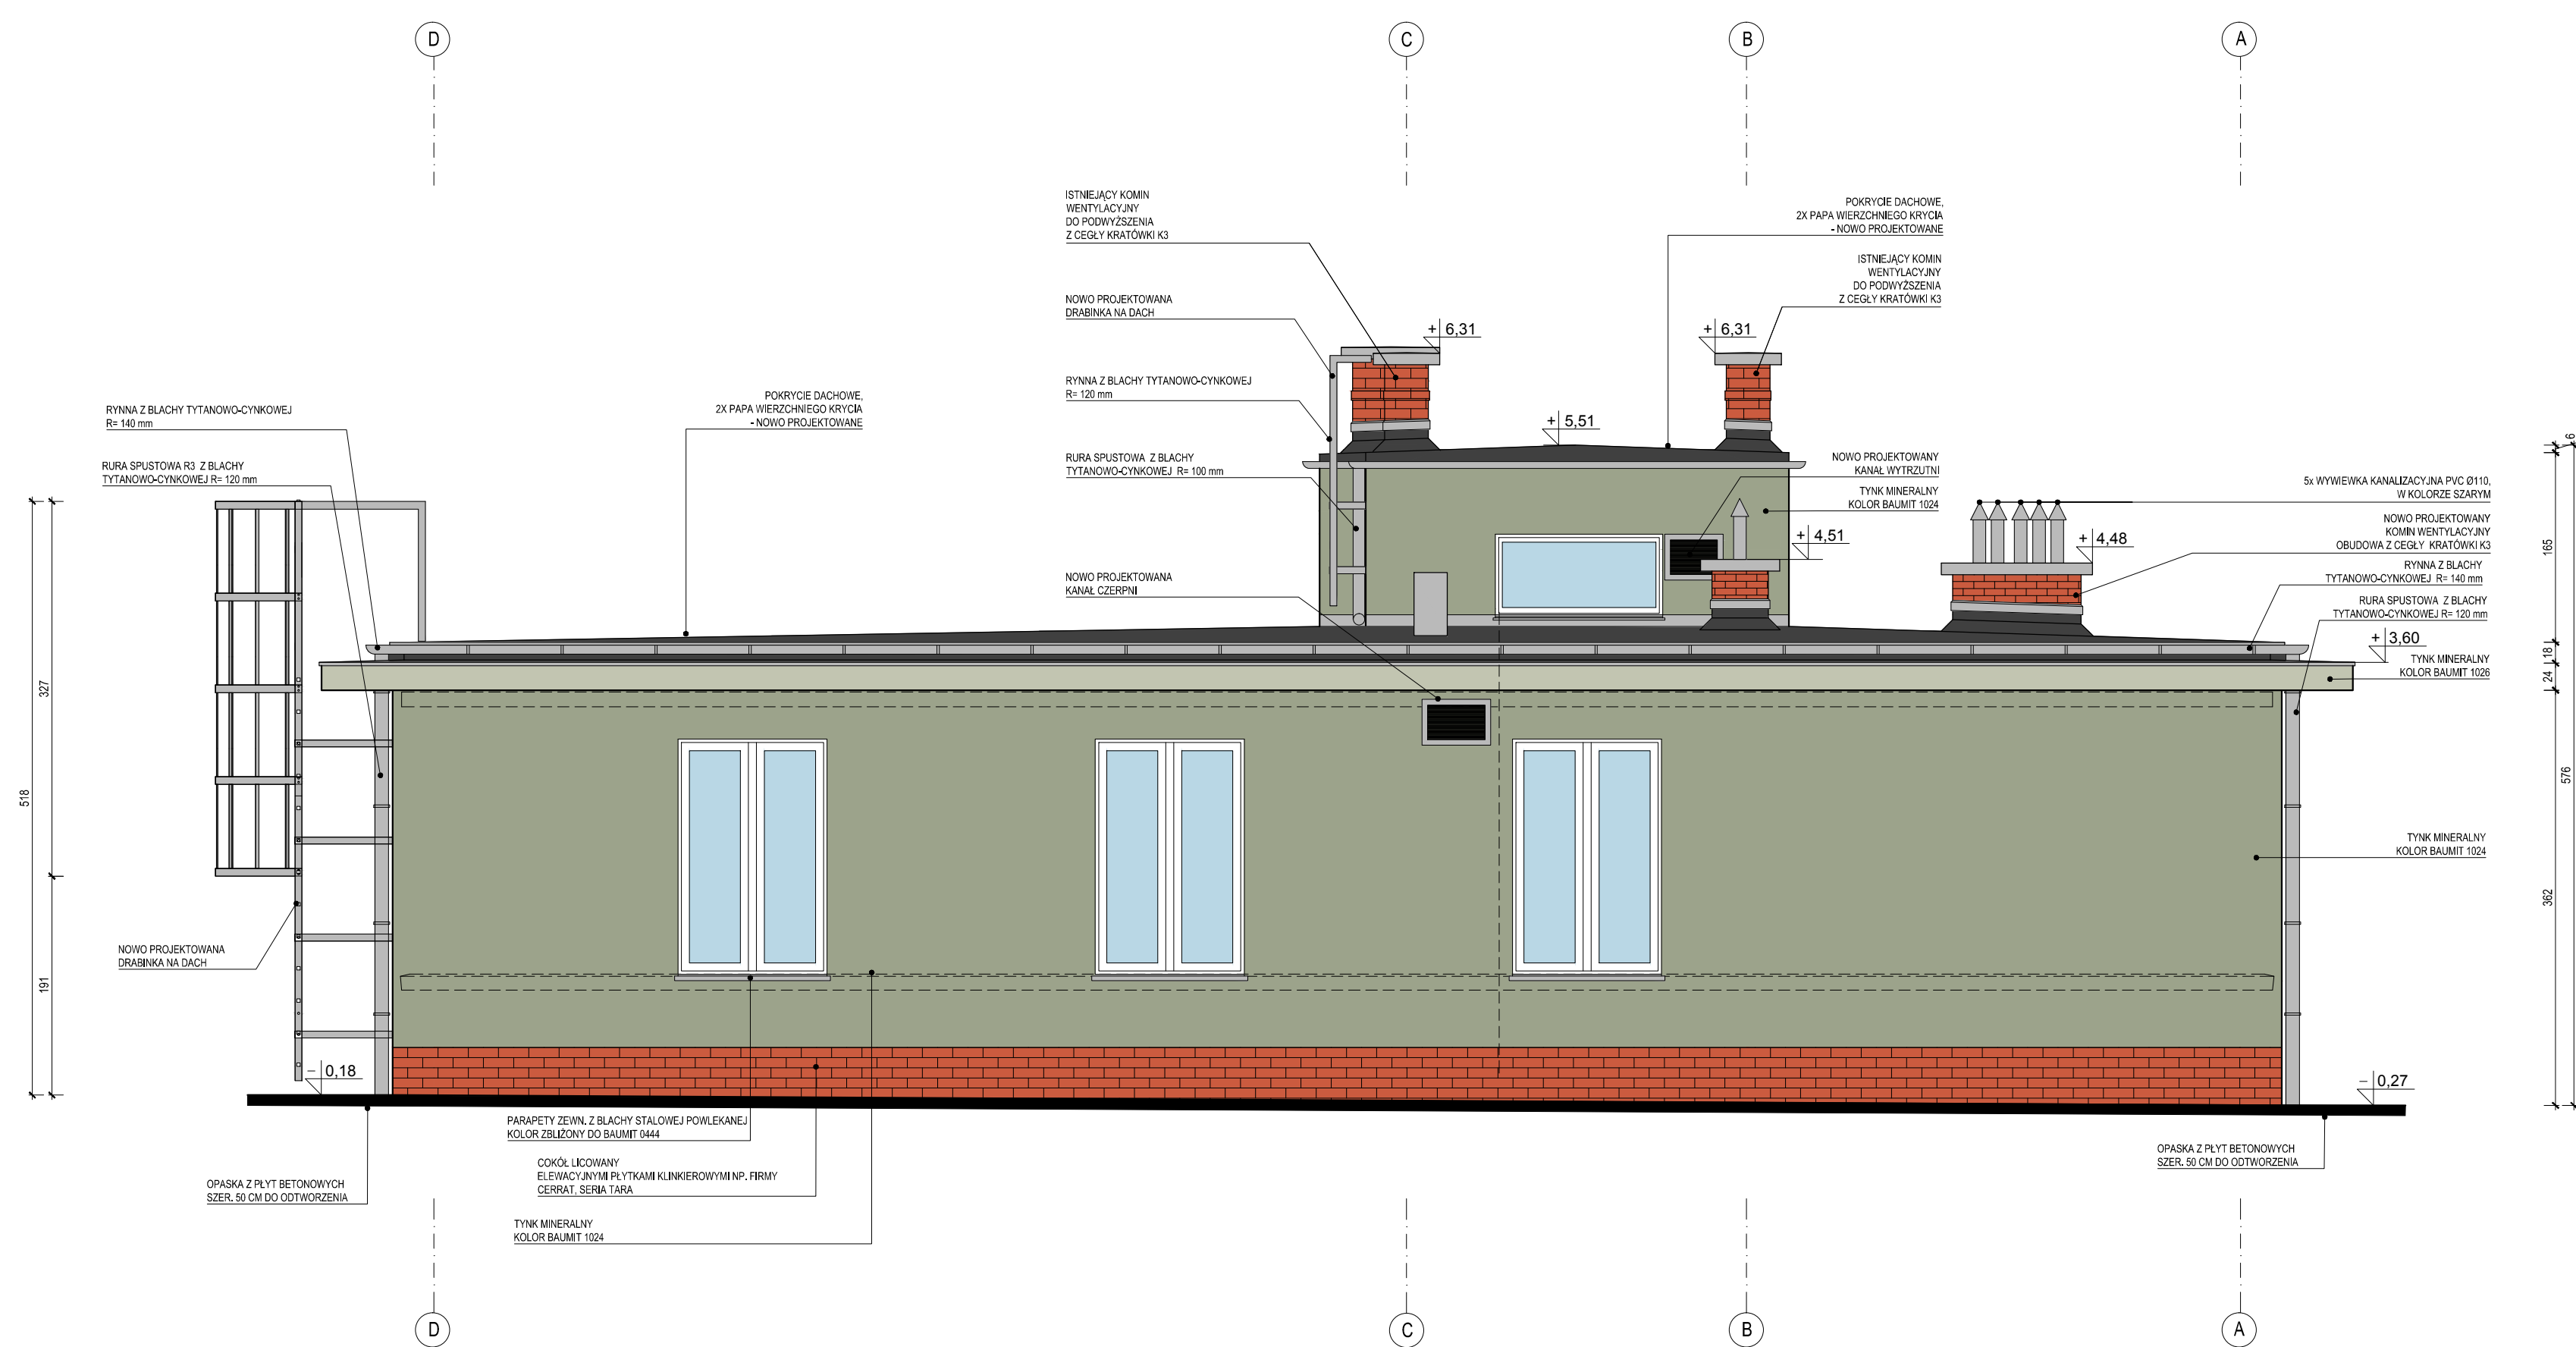 D
C
B
A
ISTNIEJĄCY KOMIN
WENTYLACYJNY
DO PODWYŻSZENIA
Z CEGŁY KRATÓWKI K3
POKRYCIE DACHOWE,
2X PAPA WIERZCHNIEGO KRYCIA
- NOWO PROJEKTOWANE
ISTNIEJĄCY KOMIN
WENTYLACYJNY
DO PODWYŻSZENIA
Z CEGŁY KRATÓWKI K3
NOWO PROJEKTOWANA
DRABINKA NA DACH
+ 6,31
+ 6,31
RYNNA Z BLACHY TYTANOWO-CYNKOWEJ
R= 120 mm
POKRYCIE DACHOWE,
2X PAPA WIERZCHNIEGO KRYCIA
- NOWO PROJEKTOWANE
RYNNA Z BLACHY TYTANOWO-CYNKOWEJ
R= 140 mm
+ 5,51
RURA SPUSTOWA R3 Z BLACHY
TYTANOWO-CYNKOWEJ R= 120 mm
RURA SPUSTOWA Z BLACHY
TYTANOWO-CYNKOWEJ R= 100 mm
NOWO PROJEKTOWANY
KANAŁ WYTRZUTNI
TYNK MINERALNY
KOLOR BAUMIT 1024
5x WYWIEWKA KANALIZACYJNA PVC Ø110,
W KOLORZE SZARYM
NOWO PROJEKTOWANY
KOMIN WENTYLACYJNY
OBUDOWA Z CEGŁY KRATÓWKI K3
+ 4,51
+ 4,48
RYNNA Z BLACHY
TYTANOWO-CYNKOWEJ R= 140 mm
NOWO PROJEKTOWANA
KANAŁ CZERPNI
RURA SPUSTOWA Z BLACHY
TYTANOWO-CYNKOWEJ R= 120 mm
+ 3,60
TYNK MINERALNY
KOLOR BAUMIT 1026
6
165
18
24
576
362
327
518
191
TYNK MINERALNY
KOLOR BAUMIT 1024
NOWO PROJEKTOWANA
DRABINKA NA DACH
- 0,18
- 0,27
PARAPETY ZEWN. Z BLACHY STALOWEJ POWLEKANEJ
KOLOR ZBLIŻONY DO BAUMIT 0444
COKÓŁ LICOWANY
ELEWACYJNYMI PŁYTKAMI KLINKIEROWYMI NP. FIRMY
CERRAT, SERIA TARA
OPASKA Z PŁYT BETONOWYCH
SZER. 50 CM DO ODTWORZENIA
OPASKA Z PŁYT BETONOWYCH
SZER. 50 CM DO ODTWORZENIA
TYNK MINERALNY
KOLOR BAUMIT 1024
D
C
B
A